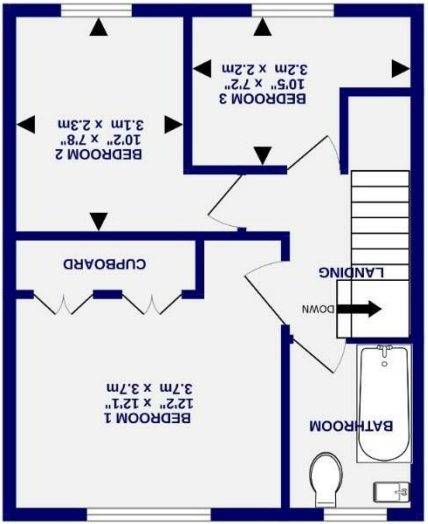 BATHROOM
BEDROOM 1
12'2" x 12'1"
3.7m x 3.7m
DOWN
LANDING
CUPBOARD
BEDROOM 2
10'2" x 7'8"
3.1m x 2.3m
BEDROOM 3
10'5" x 7'2"
3.2m x 2.2m